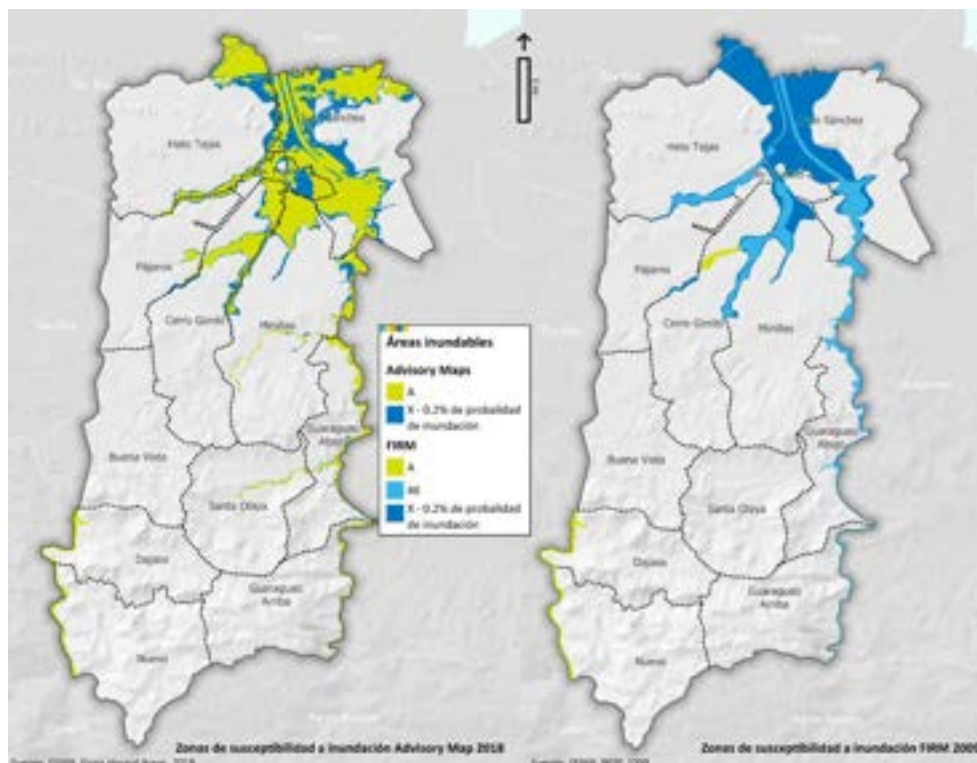 Hato Tejas
Pájaros
Cerro Gordo
Minillas
Guaraguao
Abajo
Buena Vista
Santa Olaya
Dajaos
Guaraguao
Arriba
Nuevo
Áreas inundables
Advisory Maps
A
X - 0.2% de probalidad
de inundación
FIRM
A
AE
X - 0.2% de probalidad
de inundación
Zonas de susceptibilidad a inundación Advisory Map 2018
Sánchez
Hato Tejas
Pájaros
Cerro Gordo
Minillas
Guaraguao
Abajo
Buena Vista
Santa Olaya
Dajaos
Guaraguao
Arriba
Nuevo
Zonas de susceptibilidad a inundación FIRM 2009